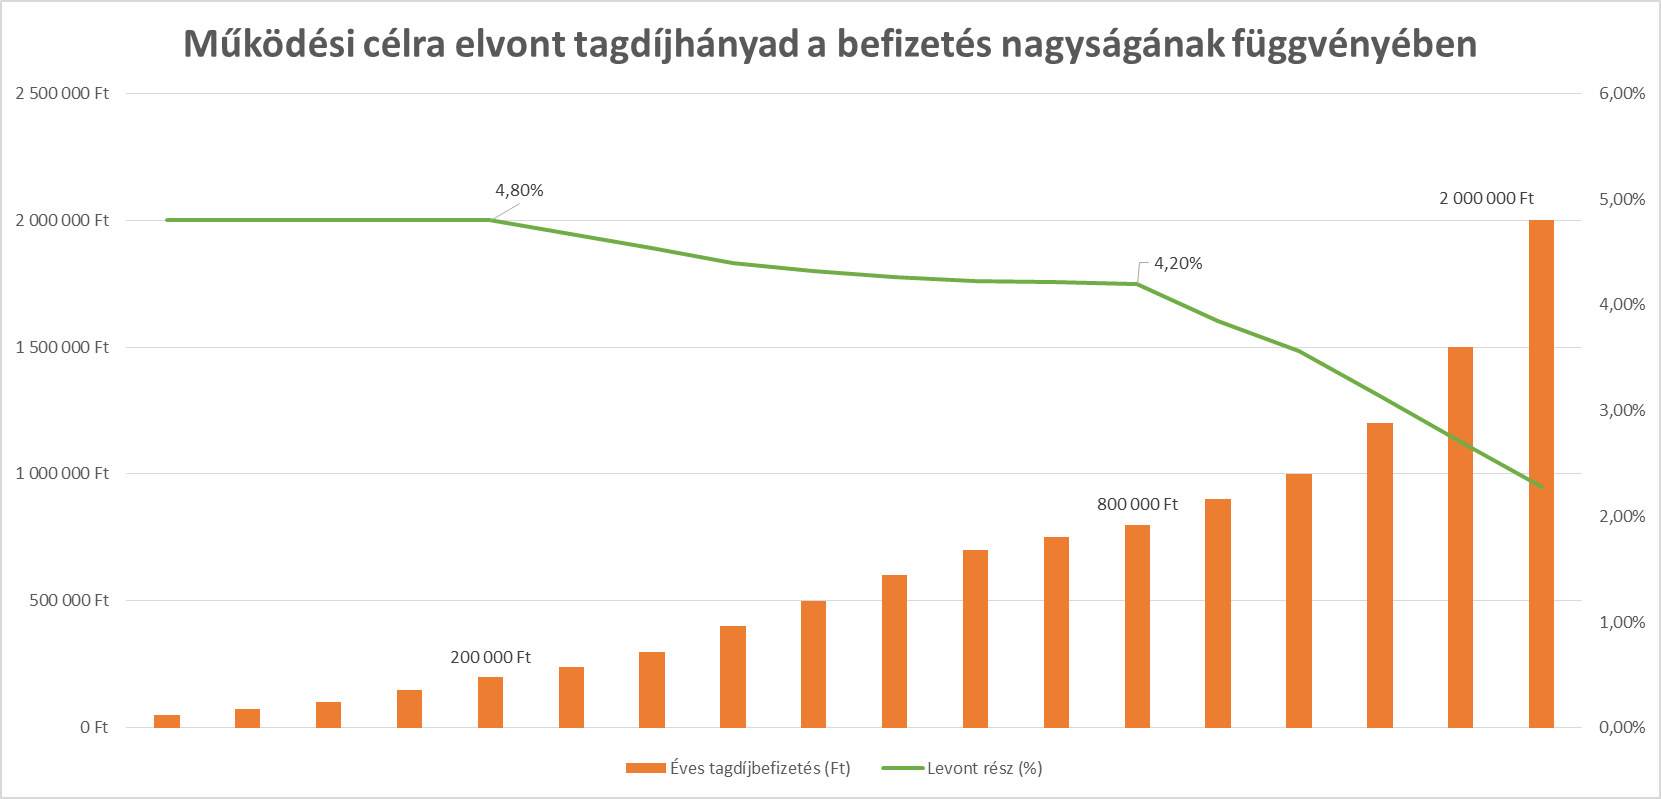 Működési célra elvont tagdíjhányad a befizetés nagyságának függvényében
2 500 000 Ft
2 000 000 Ft
1 500 000 Ft
1 000 000 Ft
500 000 Ft
0 Ft
6,00%
5,00%
4,00%
3,00%
2,00%
1,00%
0,00%
4,80%
4,20%
2 000 000 Ft
800 000 Ft
200 000 Ft
Éves tagdíjbefizetés (Ft)
Levont rész (%)